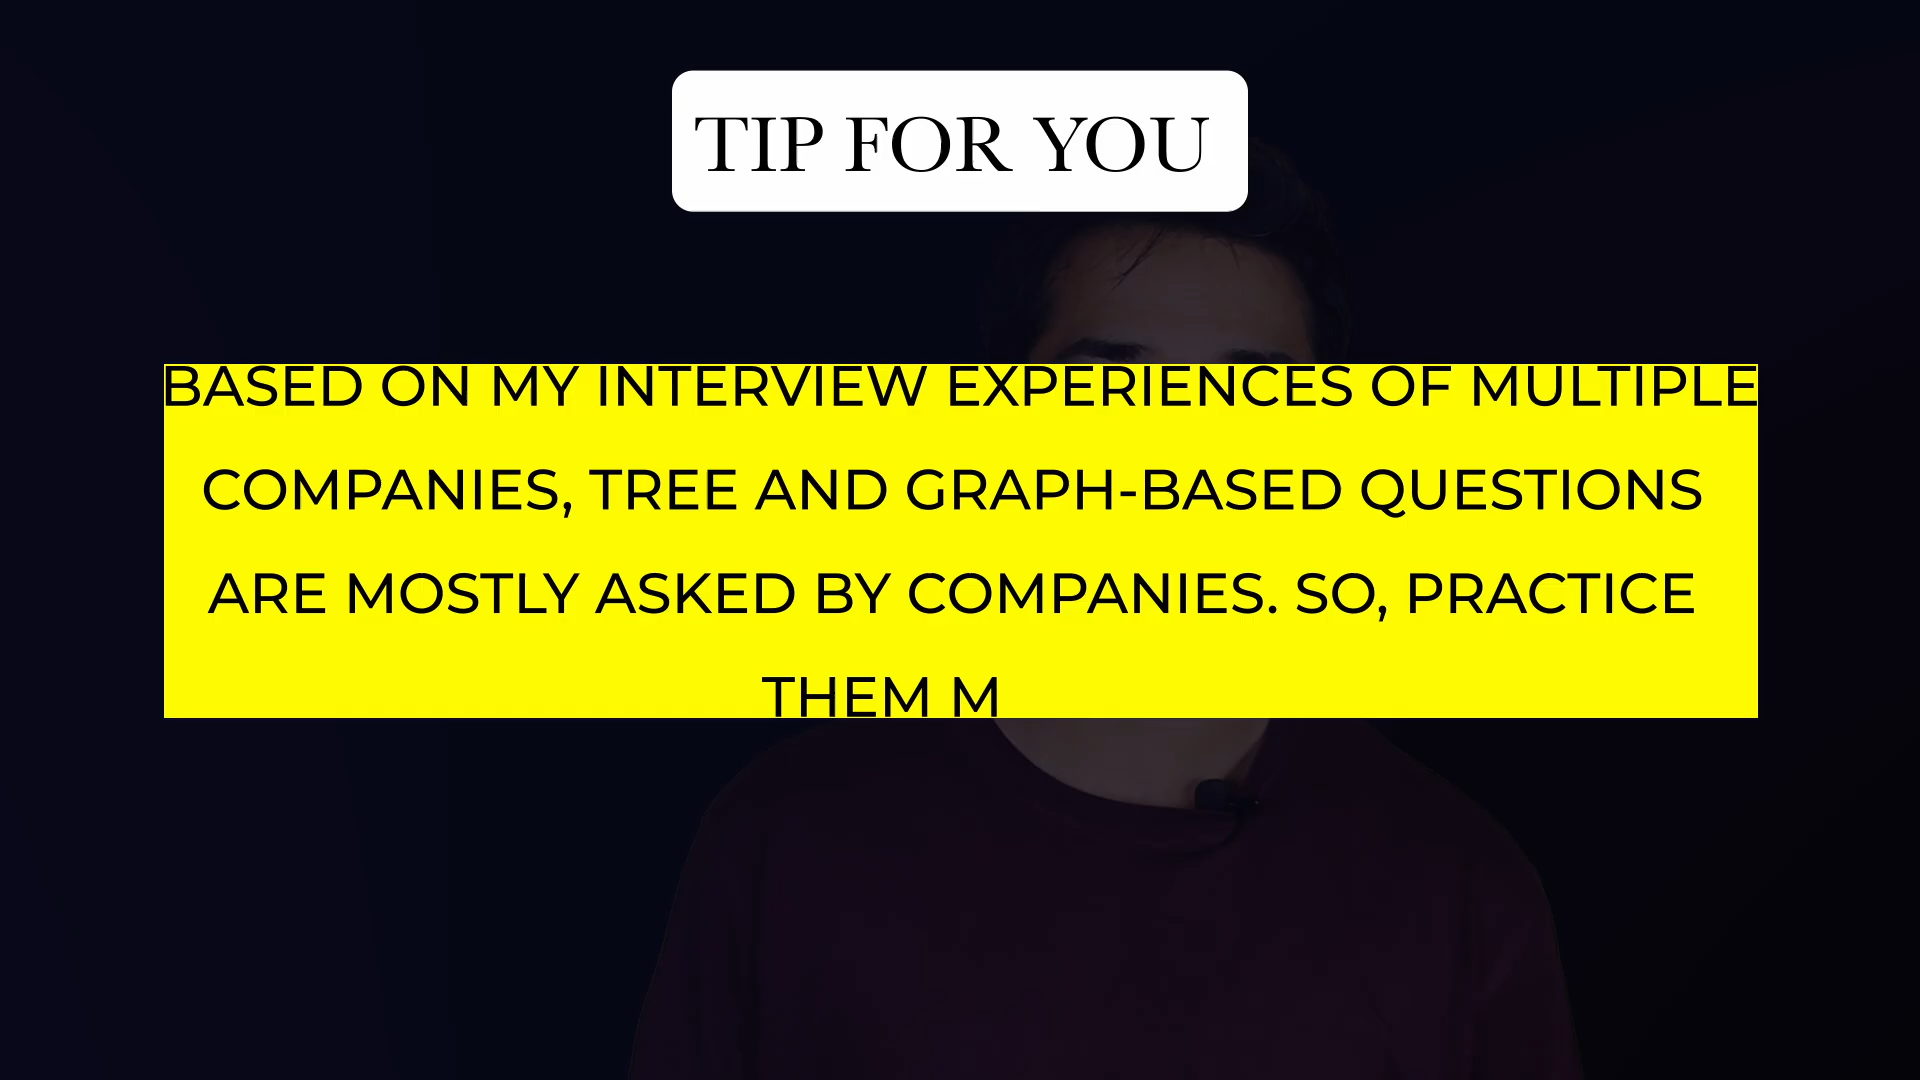 TIP FOR YOU
BASED ON MY INTERVIEW EXPERIENCES OF MULTIPLE
COMPANIES, TREE AND GRAPH-BASED QUESTIONS
ARE MOSTLY ASKED BY COMPANIES. SO, PRACTICE
THEM M